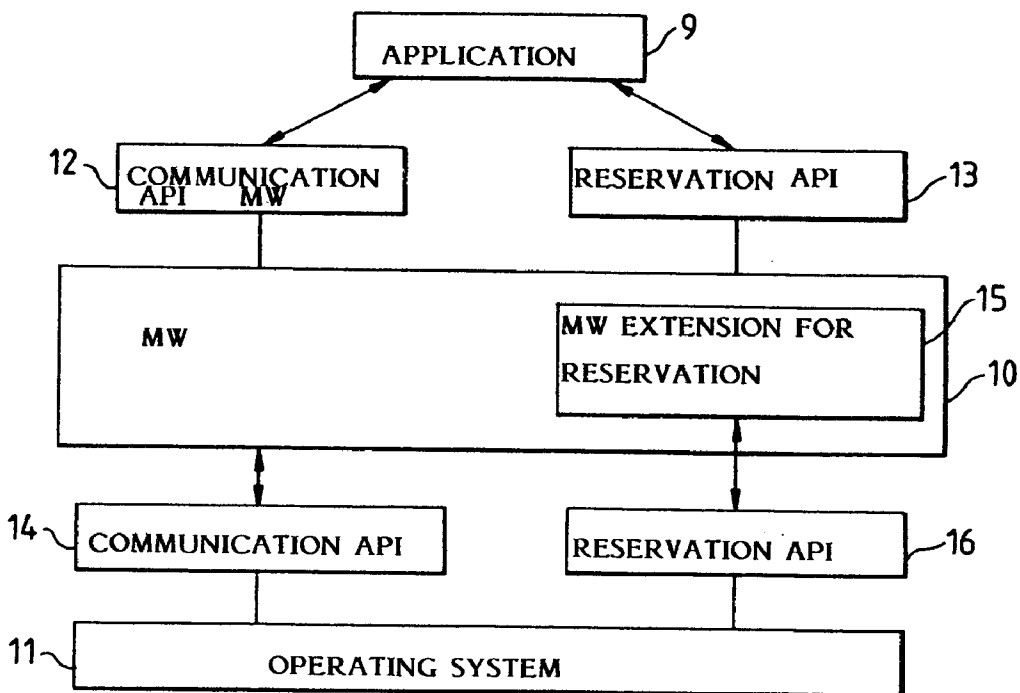 9
APPLICATION
12
COMMUNICATION
API MW
RESERVATION API
13
MW
MW EXTENSION FOR
RESERVATION
15
10
14
COMMUNICATION API
RESERVATION API
16
11
OPERATING SYSTEM